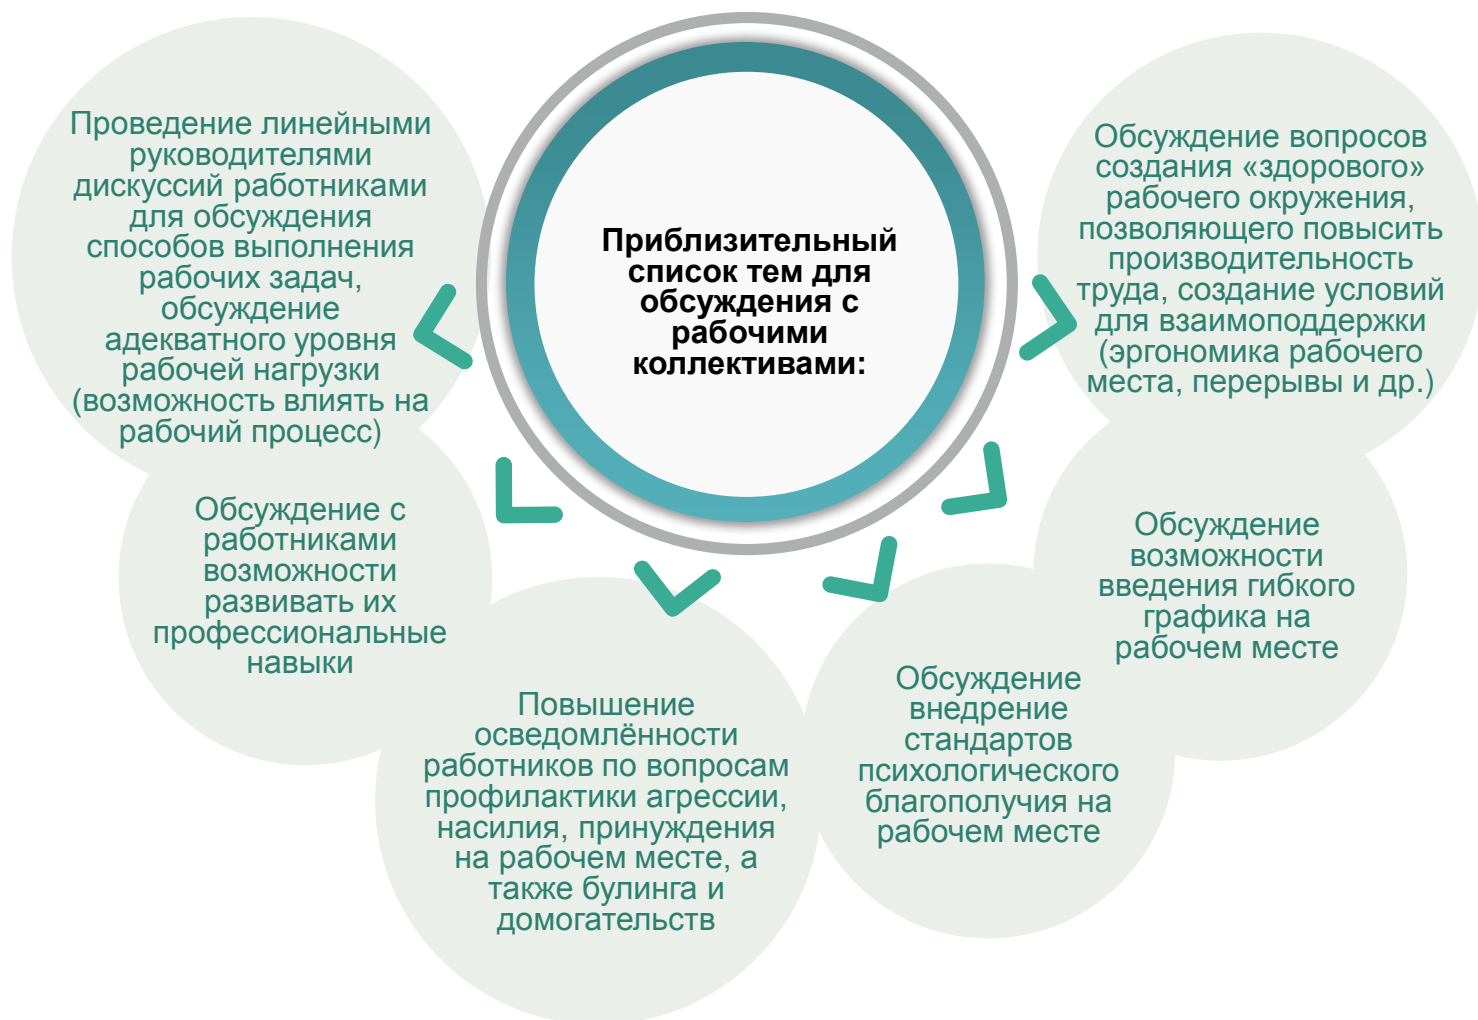 Приблизительный
список тем для
обсуждения с
рабочими
коллективами:
Проведение линейными
руководителями
дискуссий работниками
для обсуждения
способов выполнения
рабочих задач,
обсуждение
адекватного уровня
рабочей нагрузки
(возможность влиять на
рабочий процесс)
Обсуждение с
работниками
возможности
развивать их
профессиональные
навыки
Повышение
осведомлённости
работников по вопросам
профилактики агрессии,
насилия, принуждения
на рабочем месте, а
также булинга и
домогательств
Обсуждение
внедрение
стандартов
психологического
благополучия на
рабочем месте
Обсуждение
возможности
введения гибкого
графика на
рабочем месте
Обсуждение вопросов
создания «здорового»
рабочего окружения,
позволяющего повысить
производительность
труда, создание условий
для взаимоподдержки
(эргономика рабочего
места, перерывы и др.)